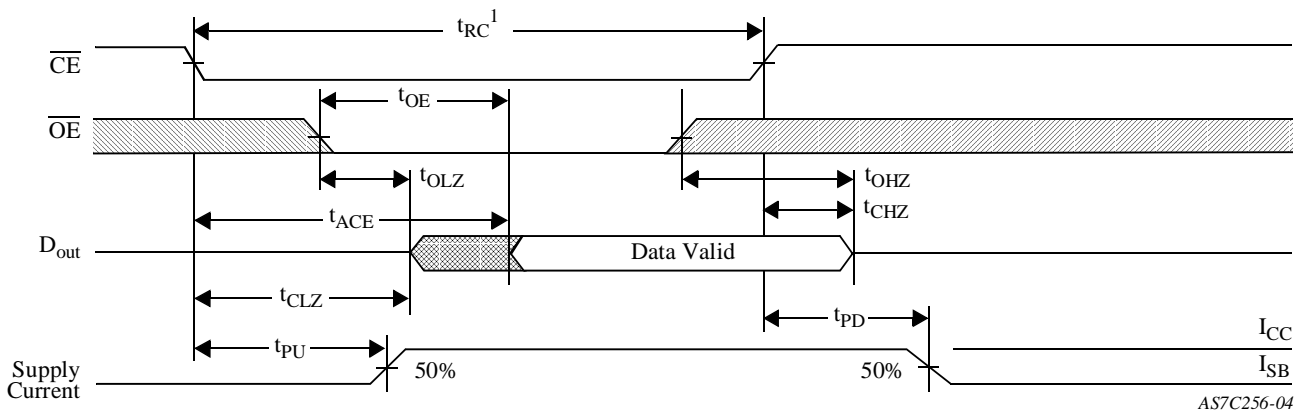 tRC1
CE
tOE
OE
tOLZ
tOHZ
tACE
tCHZ
Dout
Data Valid
tCLZ
tPD
tPU
ICC
Supply
Current
50%
50%
ISB
AS7C256-04